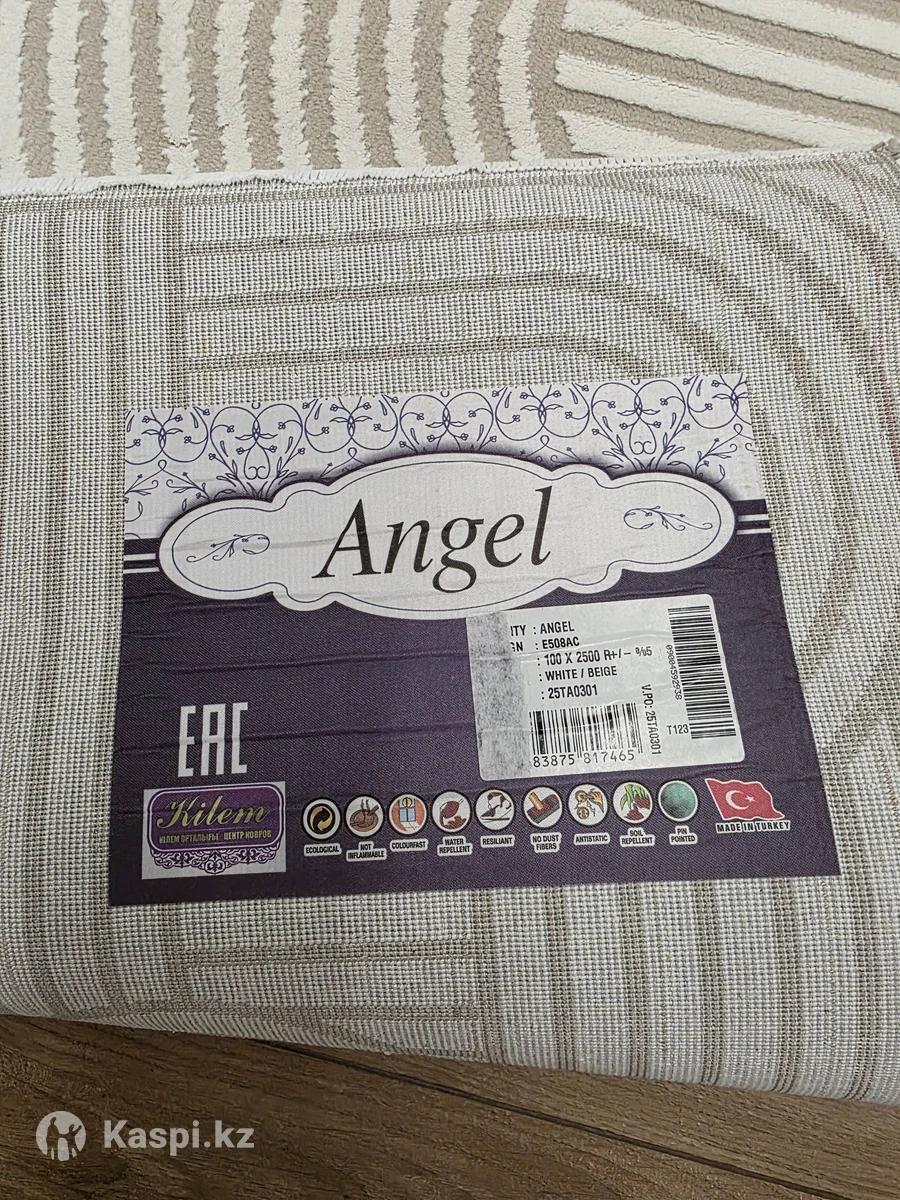 Angel
ITY : ANGEL
GN : E508AC
: 100 X 2500 R+/- %5
: WHITE / BEIGE
: 25TA0301
83875 817465
V.PO: 25TA0301
T123
EAC
Kilem
КІЛЕМ ОРТАЛЫҒЫ ЦЕНТР КОВРОВ
ECOLOGICAL
NOT INFLAMMABLE
COLOURFAST
WATER REPELLENT
RESILIANT
NO DUST FIBERS
ANTISTATIC
SOIL REPELLENT
PIN POINTED
MADE IN TURKEY
Kaspi.kz